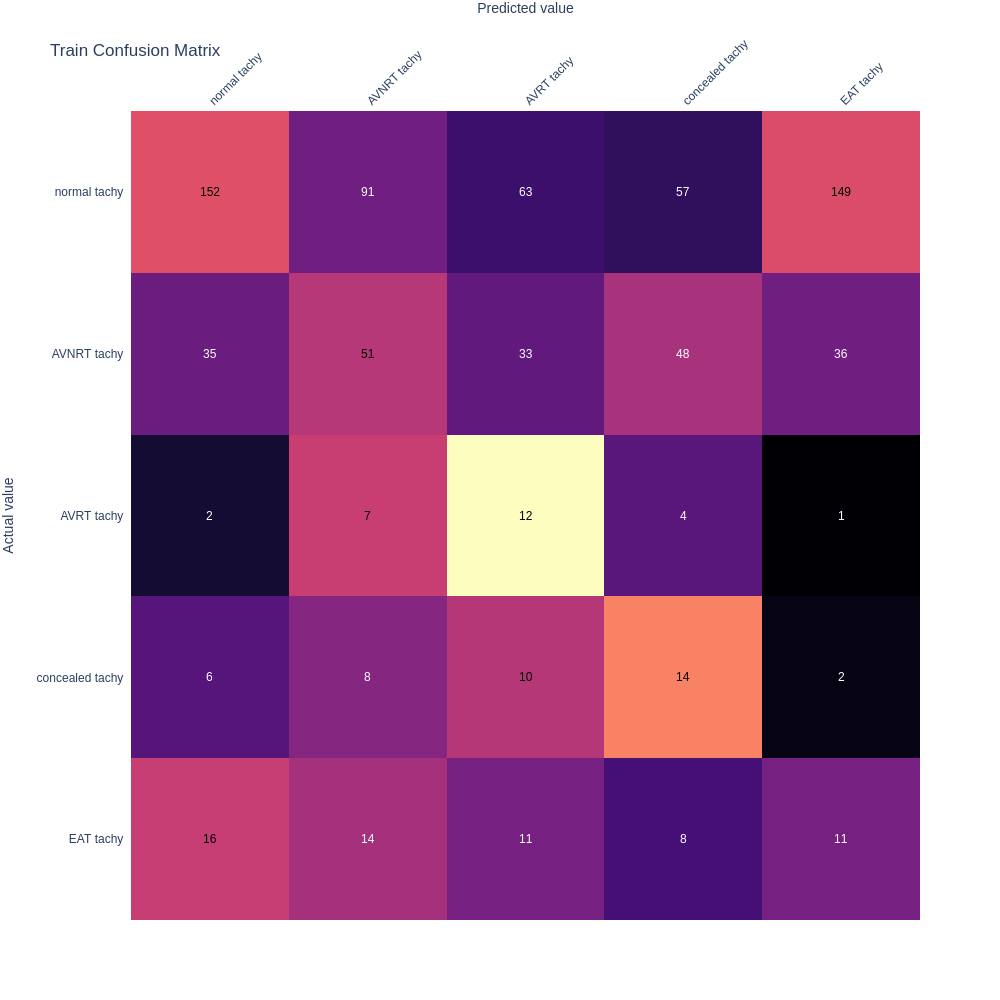 Predicted value
Train Confusion Matrix
normal tachy AVNRT tachy AVRT tachy concealed tachy EAT tachy
normal tachy 152 91 63 57 149
AVNRT tachy 35 51 33 48 36
AVRT tachy 2 7 12 4 1
concealed tachy 6 8 10 14 2
EAT tachy 16 14 11 8 11
Actual value